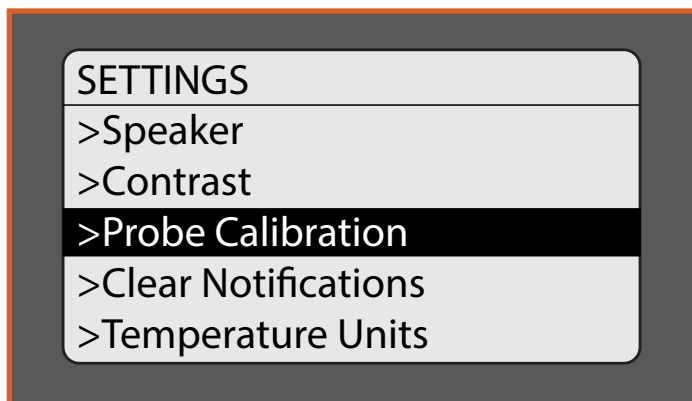 SETTINGS
>Speaker
>Contrast
>Probe Calibration
>Clear Notifications
>Temperature Units